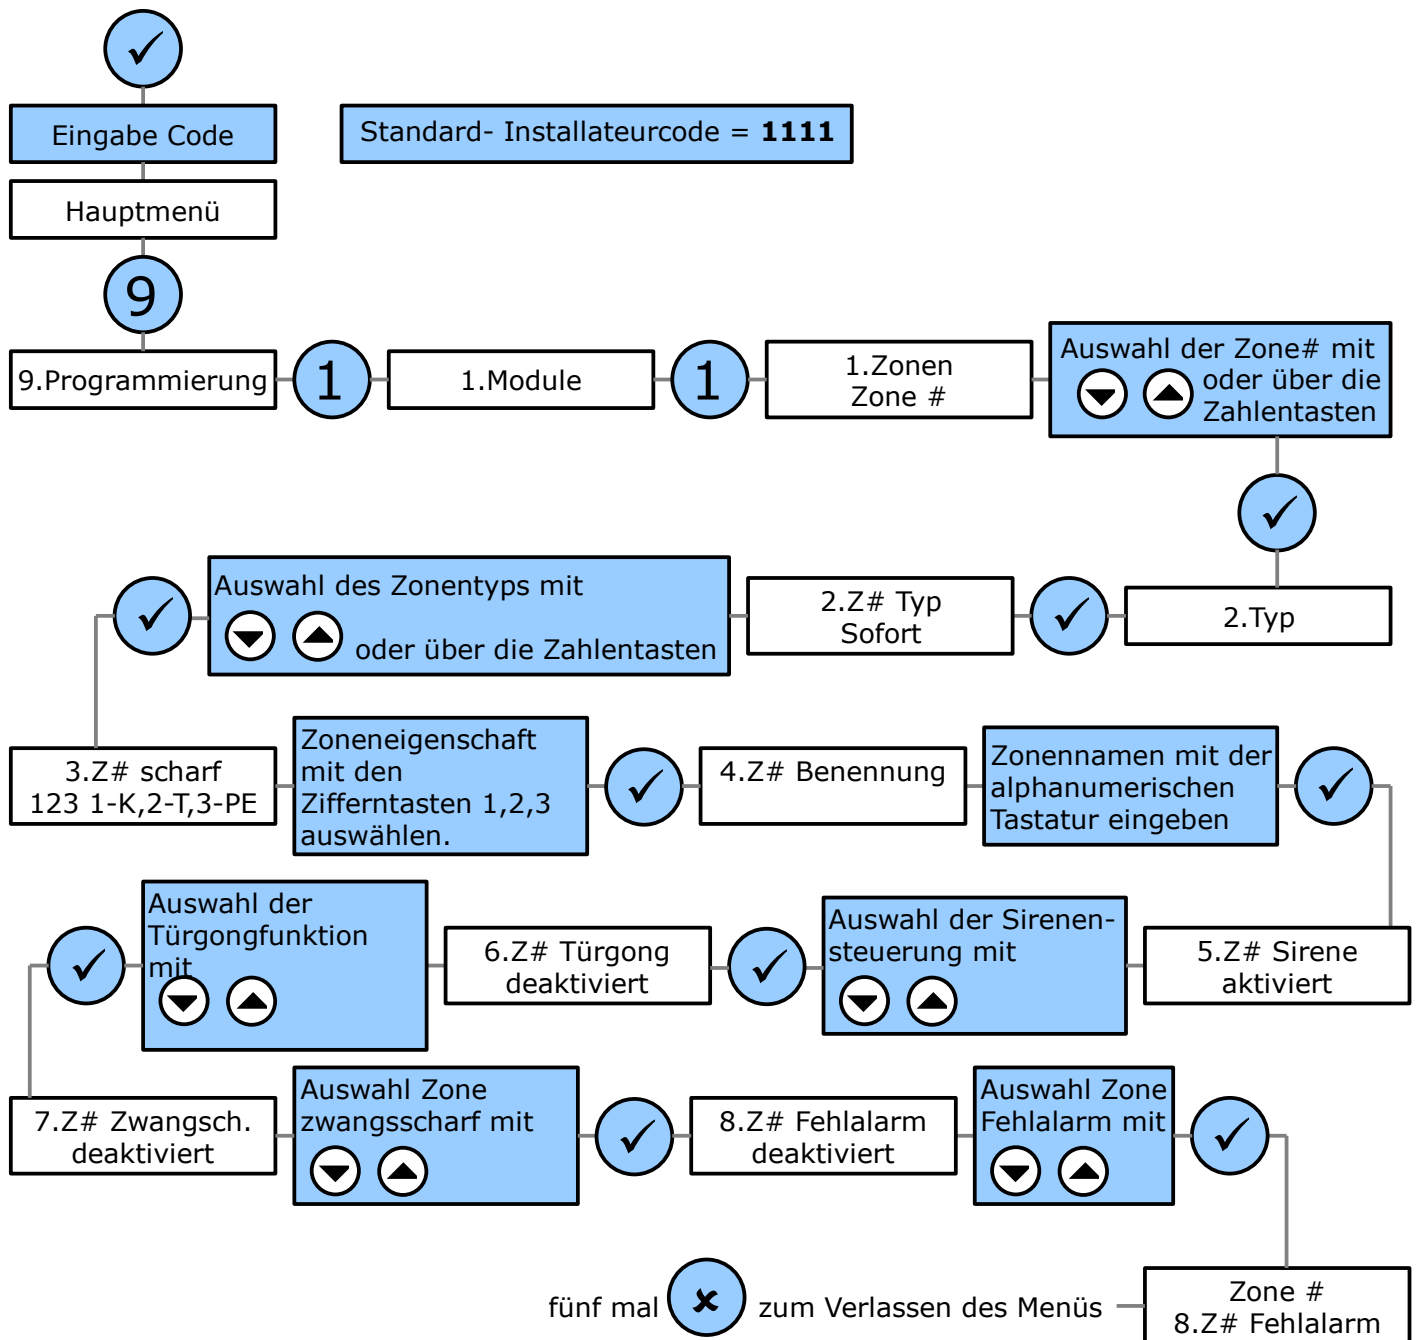 Eingabe Code
Standard- Installateurcode = 1111
Hauptmenü
9
9.Programmierung
1
1.Module
1
1.Zonen
Zone #
Auswahl der Zone# mit
oder über die
Zahlentasten
2.Typ
2.Z# Typ
Sofort
Auswahl des Zonentyps mit
oder über die Zahlentasten
3.Z# scharf
123 1-K,2-T,3-PE
Zoneneigenschaft
mit den
Zifferntasten 1,2,3
auswählen.
4.Z# Benennung
Zonennamen mit der
alphanumerischen
Tastatur eingeben
5.Z# Sirene
aktiviert
Auswahl der Sirenen-
steuerung mit
6.Z# Türgong
deaktiviert
Auswahl der
Türgongfunktion
mit
7.Z# Zwangsch.
deaktiviert
Auswahl Zone
zwangsscharf mit
8.Z# Fehlalarm
deaktiviert
Auswahl Zone
Fehlalarm mit
Zone #
8.Z# Fehlalarm
fünf mal
zum Verlassen des Menüs